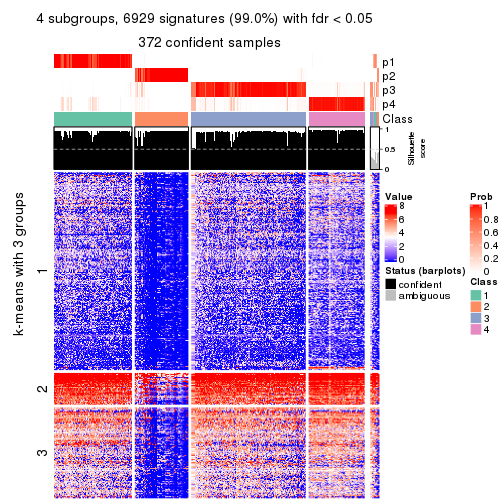 4 subgroups, 6929 signatures (99.0%) with fdr < 0.05
372 confident samples
p1
p2
p3
p4
Class
1
0.5
0
Silhouette
score
k-means with 3 groups
1
2
3
Value
8
6
4
2
0
Status (barplots)
confident
ambiguous
Prob
1
0.8
0.6
0.4
0.2
0
Class
1
2
3
4